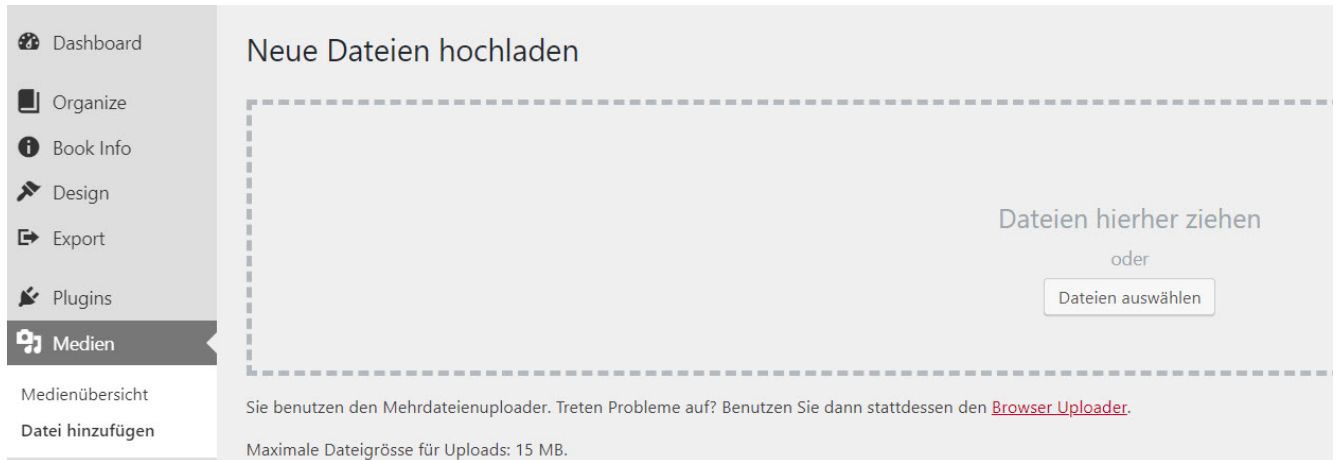 Dashboard
Organize
Book Info
Design
Export
Plugins
Medien
Medienübersicht
Datei hinzufügen
Neue Dateien hochladen
Dateien hierher ziehen
oder
Dateien auswählen
Sie benutzen den Mehrdateienuploader. Treten Probleme auf? Benutzen Sie dann stattdessen den Browser Uploader.
Maximale Dateigrösse für Uploads: 15 MB.